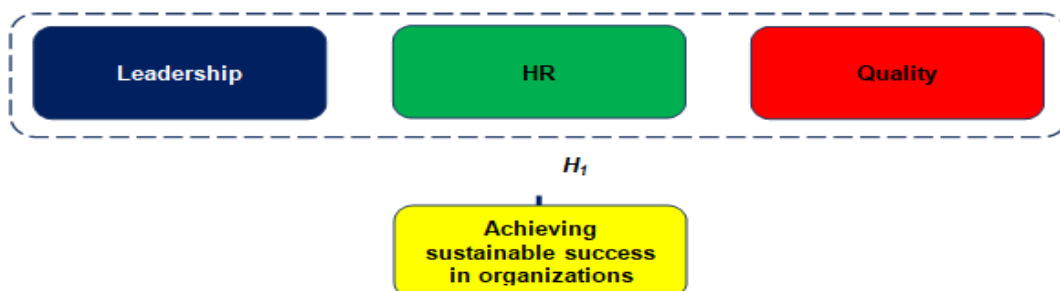 Leadership
HR
Quality
H₁
Achieving
sustainable success
in organizations